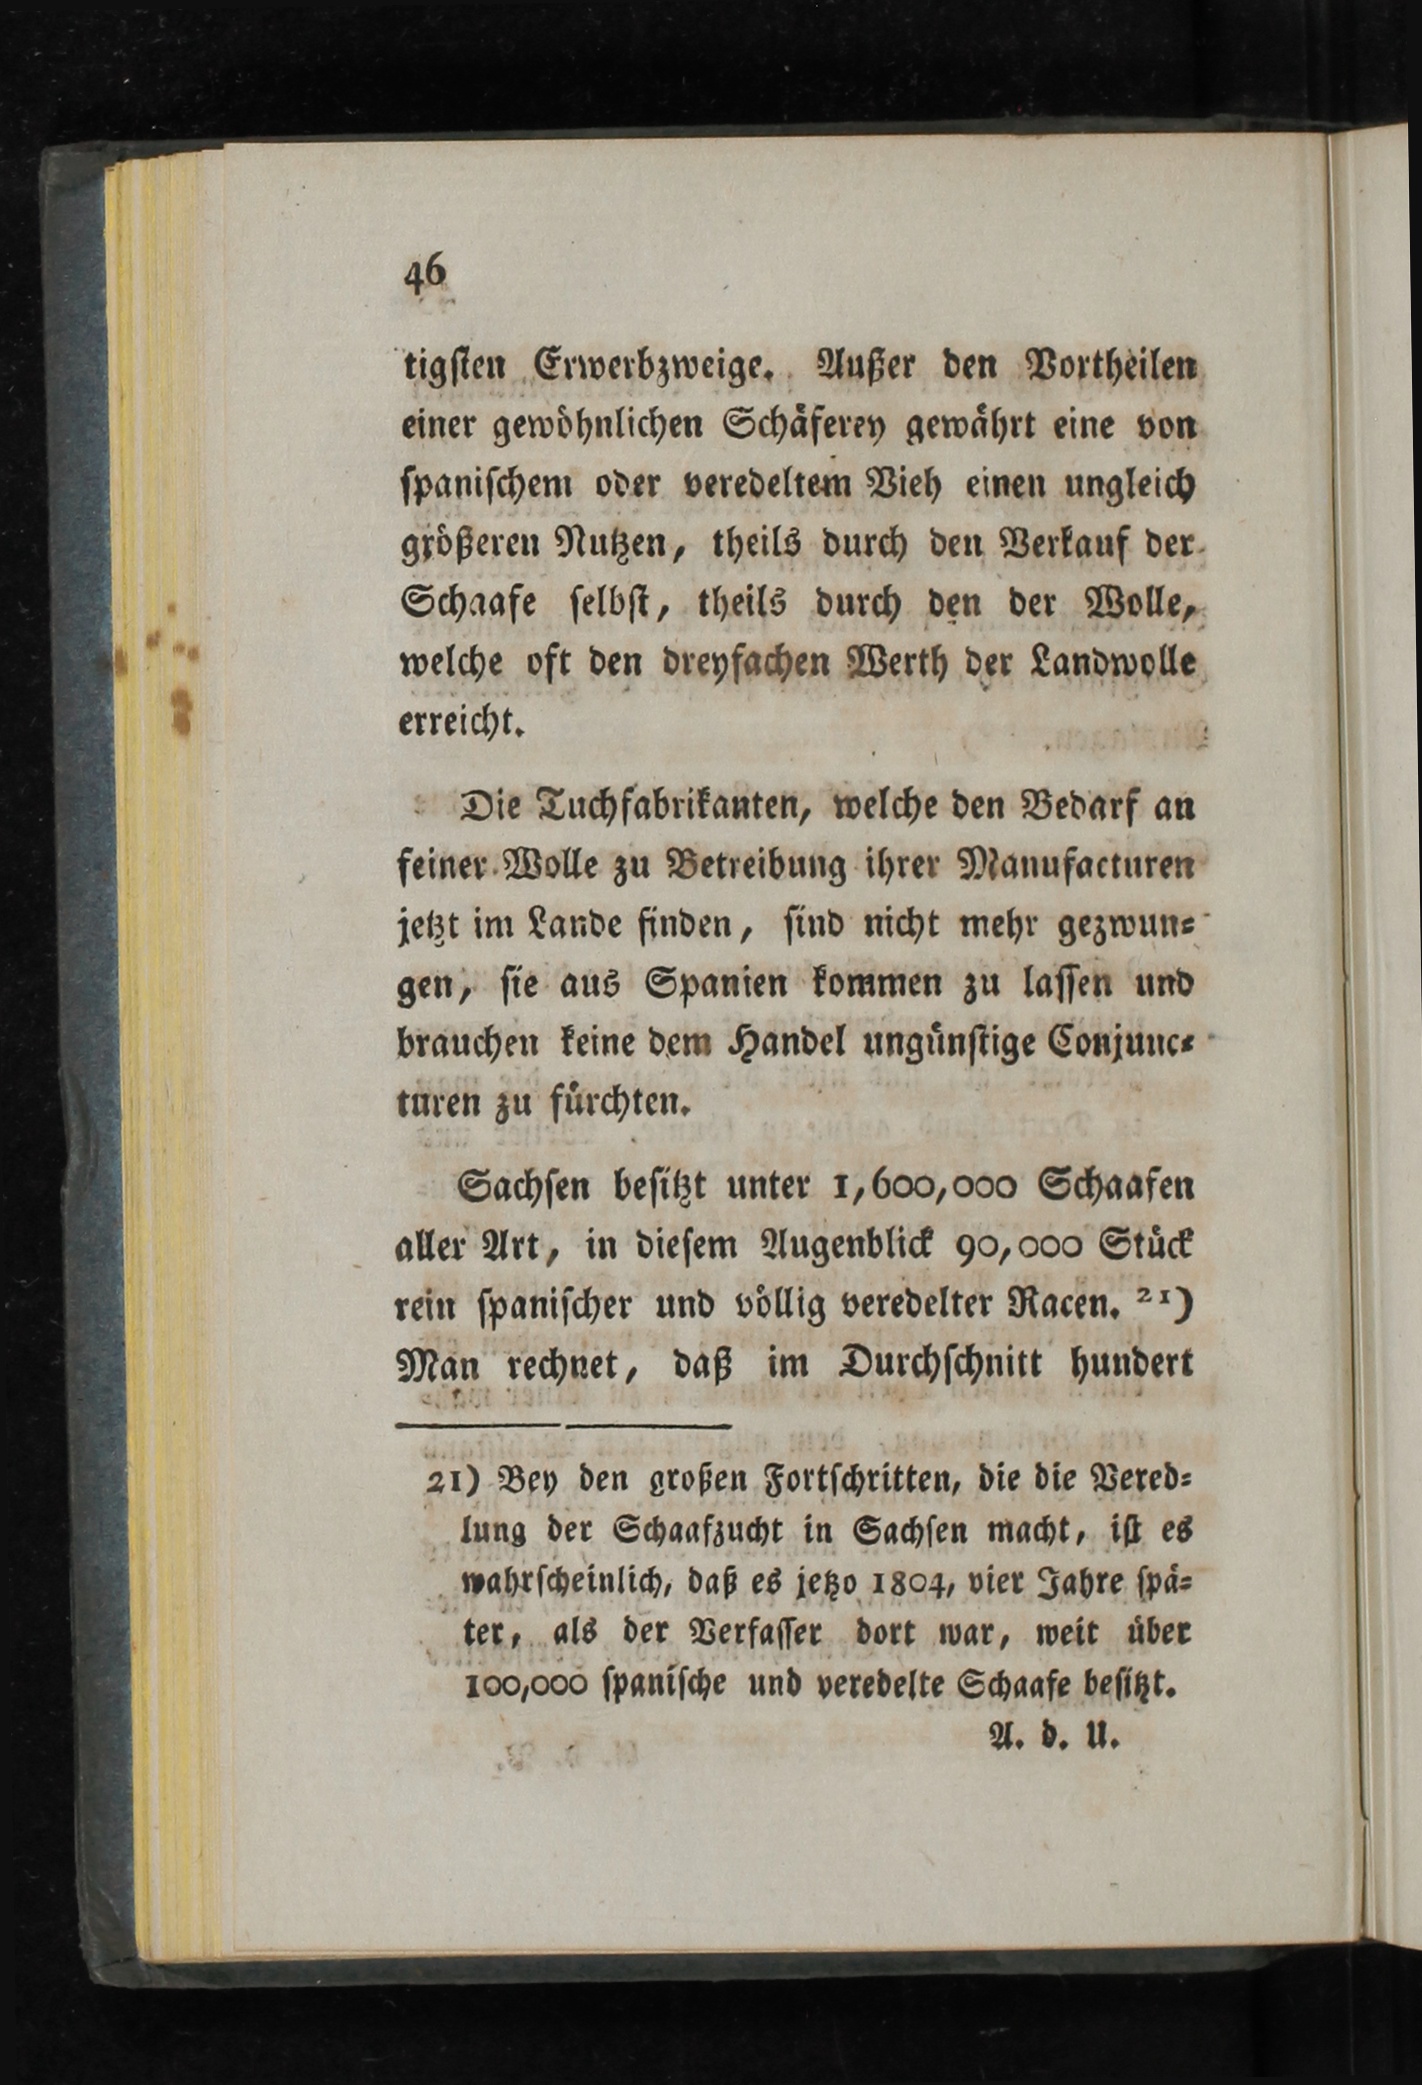 46
tigsten Erwerbzweige. Außer den Vortheilen
einer gewöhnlichen Schäferey gewährt eine von
spanischem oder veredeltem Vieh einen ungleich
größeren Nutzen, theils durch den Verkauf der
Schaafe selbst, theils durch den der Wolle,
welche oft den dreyfachen Werth der Landwolle
erreicht.
Die Tuchfabrikanten, welche den Bedarf an
feiner Wolle zu Betreibung ihrer Manufacturen
jetzt im Lande finden, sind nicht mehr gezwun=
gen, sie aus Spanien kommen zu lassen und
brauchen keine dem Handel ungünstige Conjunc=
turen zu fürchten.
Sachsen besitzt unter 1,600,000 Schaafen
aller Art, in diesem Augenblick 90,000 Stück
rein spanischer und völlig veredelter Racen. ²¹)
Man rechnet, daß im Durchschnitt hundert
21) Bey den großen Fortschritten, die die Vered=
lung der Schaafzucht in Sachsen macht, ist es
wahrscheinlich, daß es jetzo 1804, vier Jahre spä=
ter, als der Verfasser dort war, weit über
100,000 spanische und veredelte Schaafe besitzt.
A. d. U.